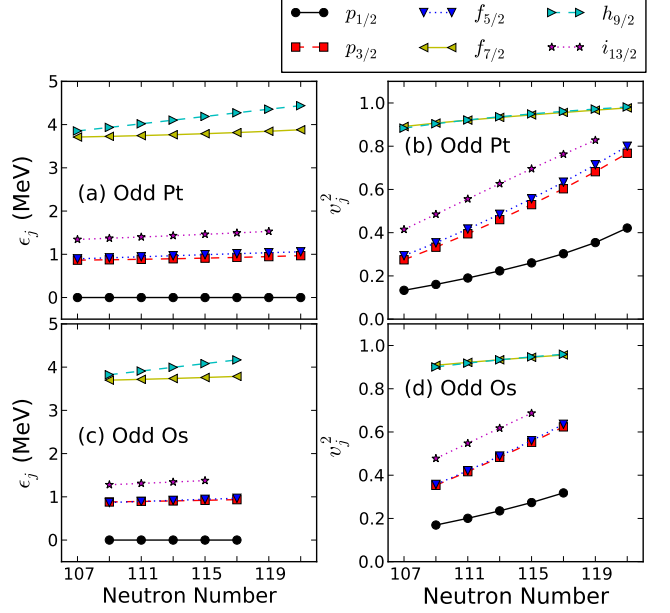 p1/2 f5/2 h9/2
p3/2 f7/2 i13/2
5
4
3
2
1
0
ϵj (MeV)
(a) Odd Pt
1.0
0.8
0.6
0.4
0.2
0.0
v²j
(b) Odd Pt
4
3
2
1
0
ϵj (MeV)
(c) Odd Os
107 111 115 119
Neutron Number
1.0
0.8
0.6
0.4
0.2
0.0
v²j
(d) Odd Os
107 111 115 119
Neutron Number